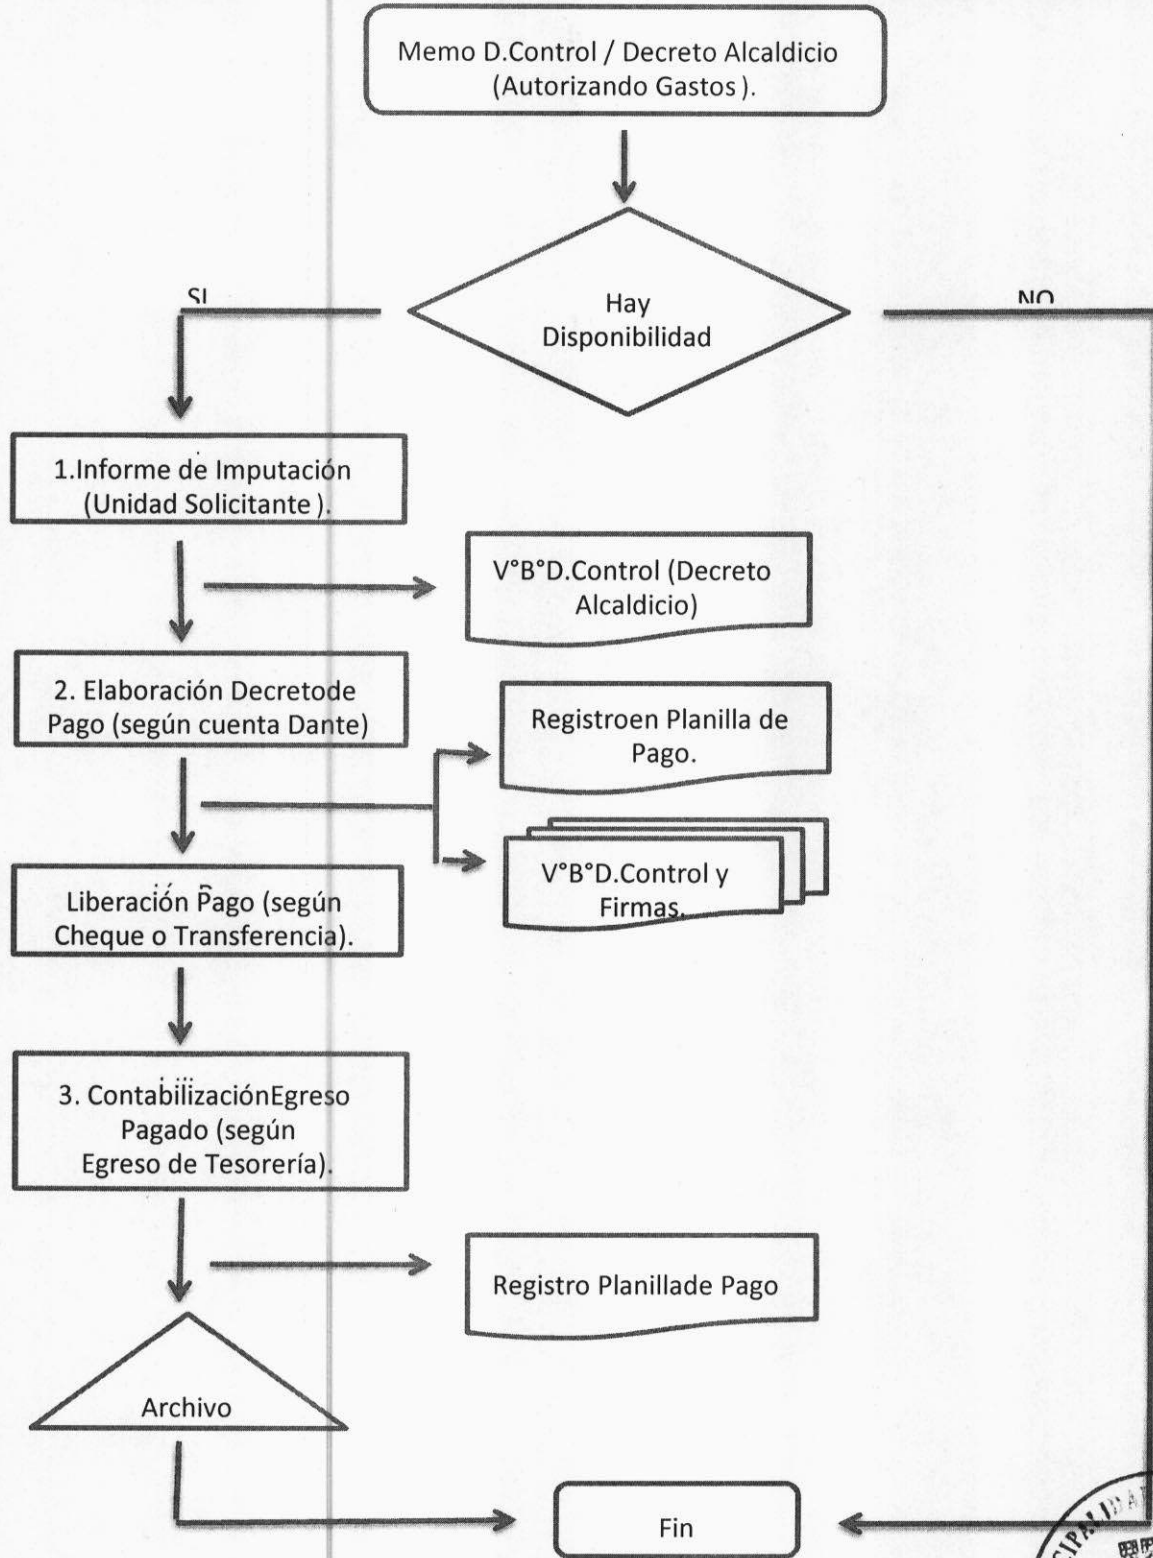 Memo D.Control / Decreto Alcaldicio
(Autorizando Gastos ).
Hay
Disponibilidad
SI
NO
1.Informe de Imputación
(Unidad Solicitante ).
V°B°D.Control (Decreto
Alcaldicio)
2. Elaboración Decretode
Pago (según cuenta Dante)
Registroen Planilla de
Pago.
V°B°D.Control y
Firmas.
Liberación Pago (según
Cheque o Transferencia).
3. ContabilizaciónEgreso
Pagado (según
Egreso de Tesorería).
Registro Planillade Pago
Archivo
Fin